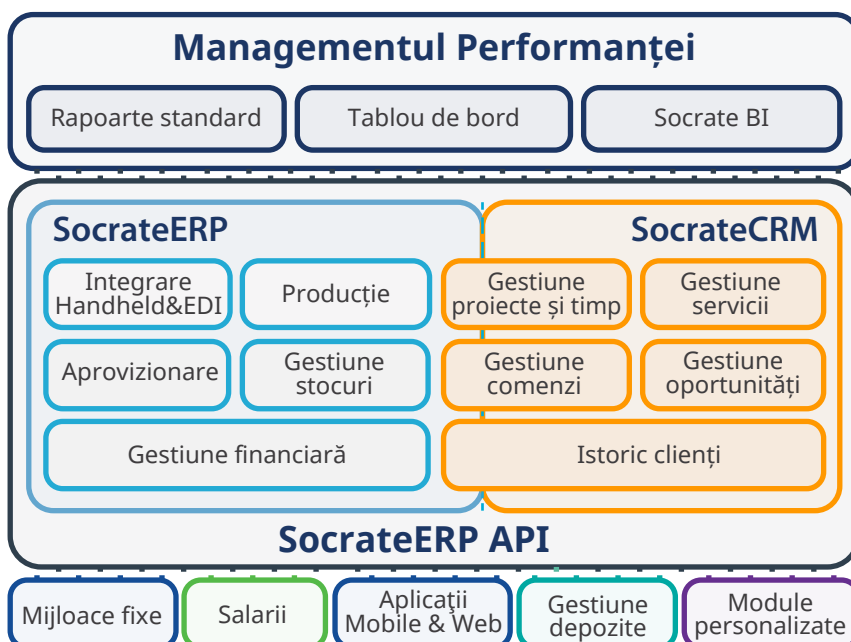 Managementul Performanței
Rapoarte standard
Tablou de bord
Socrate BI
SocrateERP
SocrateCRM
Integrare
Handheld&EDI
Producție
Gestiune
proiecte și timp
Gestiune
servicii
Aprovizionare
Gestiune
stocuri
Gestiune
comenzi
Gestiune
oportunități
Gestiune financiară
Istoric clienți
SocrateERP API
Mijloace fixe
Salarii
Aplicaţii
Mobile & Web
Gestiune
depozite
Module
personalizate